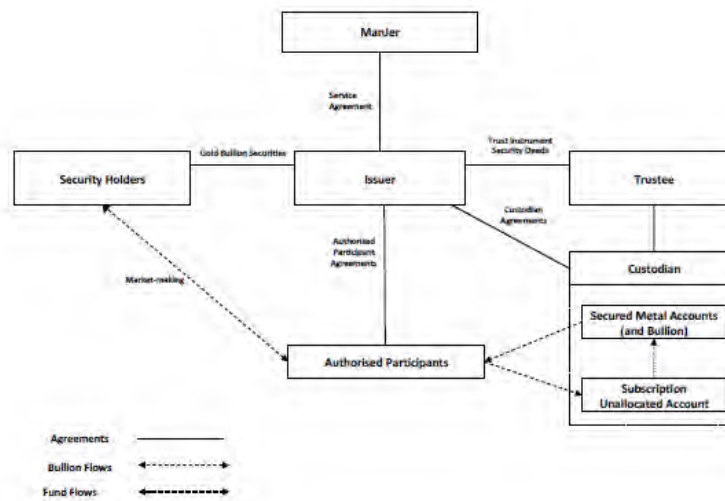 ManJer
Service
Agreement
Gold Bullion Securities
Trust Instrument
Security Deeds
Security Holders
Issuer
Trustee
Custodian
Agreements
Authorised
Participant
Agreements
Custodian
Market-making
Secured Metal Accounts
(and Bullion)
Authorised Participants
Subscription
Unallocated Account
Agreements
Bullion Flows
Fund Flows